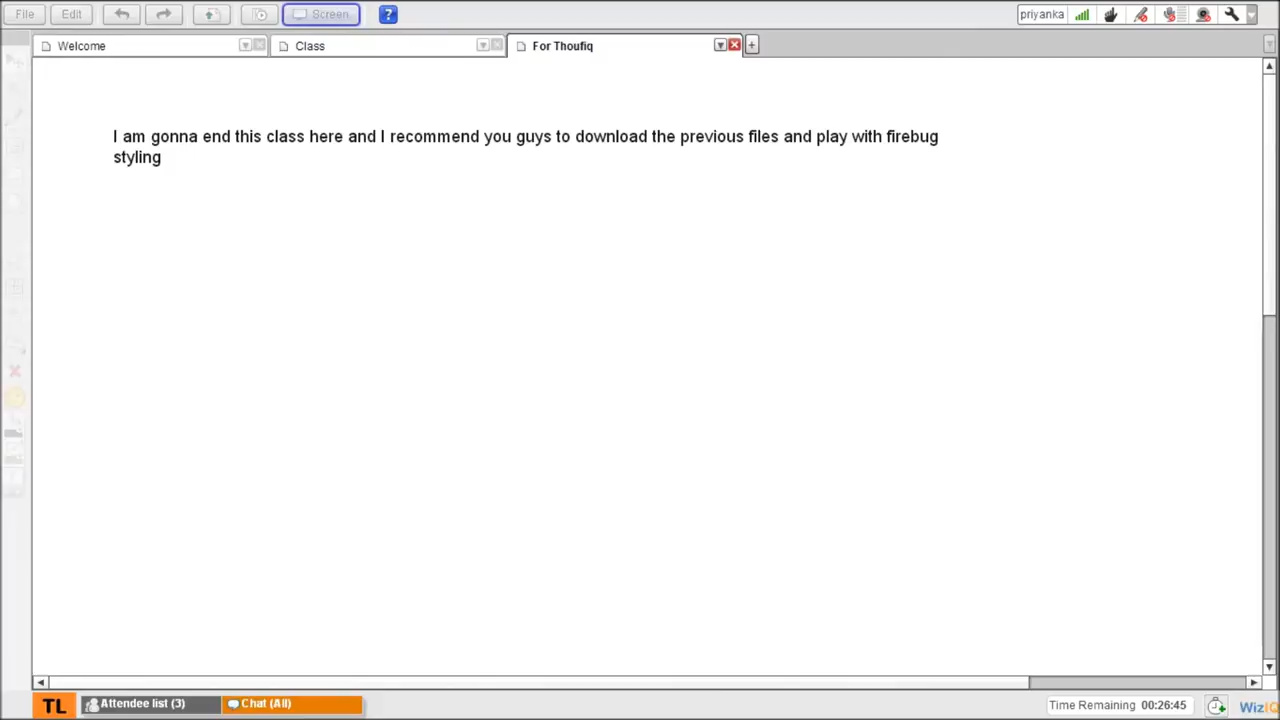 File Edit Screen ? priyanka
Welcome Class For Thoufiq +
I am gonna end this class here and I recommend you guys to download the previous files and play with firebug
styling
TL Attendee list (3) Chat (All) Time Remaining 00:26:45 WizIQ